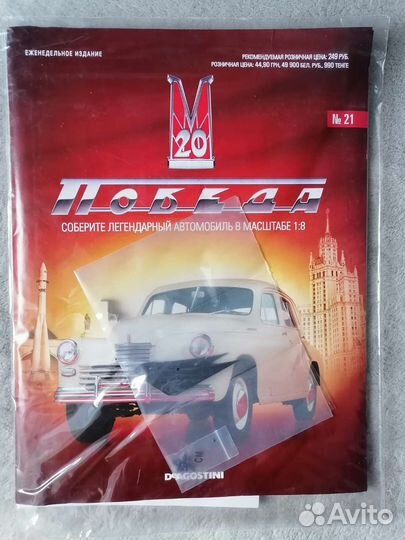 ЕЖЕНЕДЕЛЬНОЕ ИЗДАНИЕ
РЕКОМЕНДУЕМАЯ РОЗНИЧНАЯ ЦЕНА: 249 РУБ.
РОЗНИЧНАЯ ЦЕНА: 44,90 ГРН, 49 900 БЕЛ. РУБ., 990 ТЕНГЕ
М
20
№ 21
ПОБЕДА
СОБЕРИТЕ ЛЕГЕНДАРНЫЙ АВТОМОБИЛЬ В МАСШТАБЕ 1:8
DeAGOSTINI
Avito